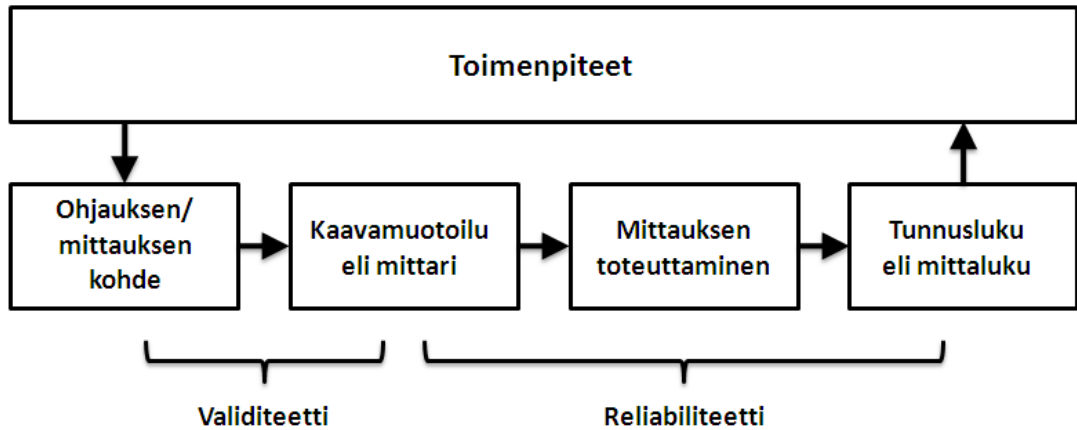 Toimenpiteet
Ohjauksen/
mittauksen
kohde
Kaavamuotoilu
eli mittari
Mittauksen
toteuttaminen
Tunnusluku
eli mittaluku
Validiteetti
Reliabiliteetti